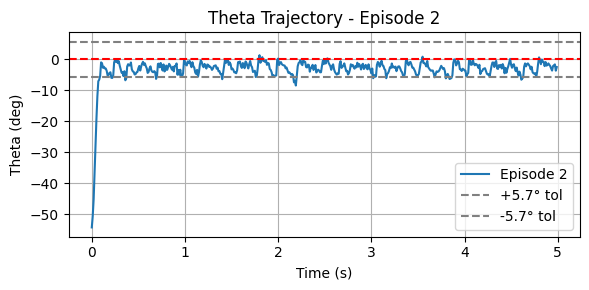 Theta Trajectory - Episode 2
Theta (deg)
0
−10
−20
−30
−40
−50
0 1 2 3 4 5
Time (s)
Episode 2
+5.7° tol
-5.7° tol